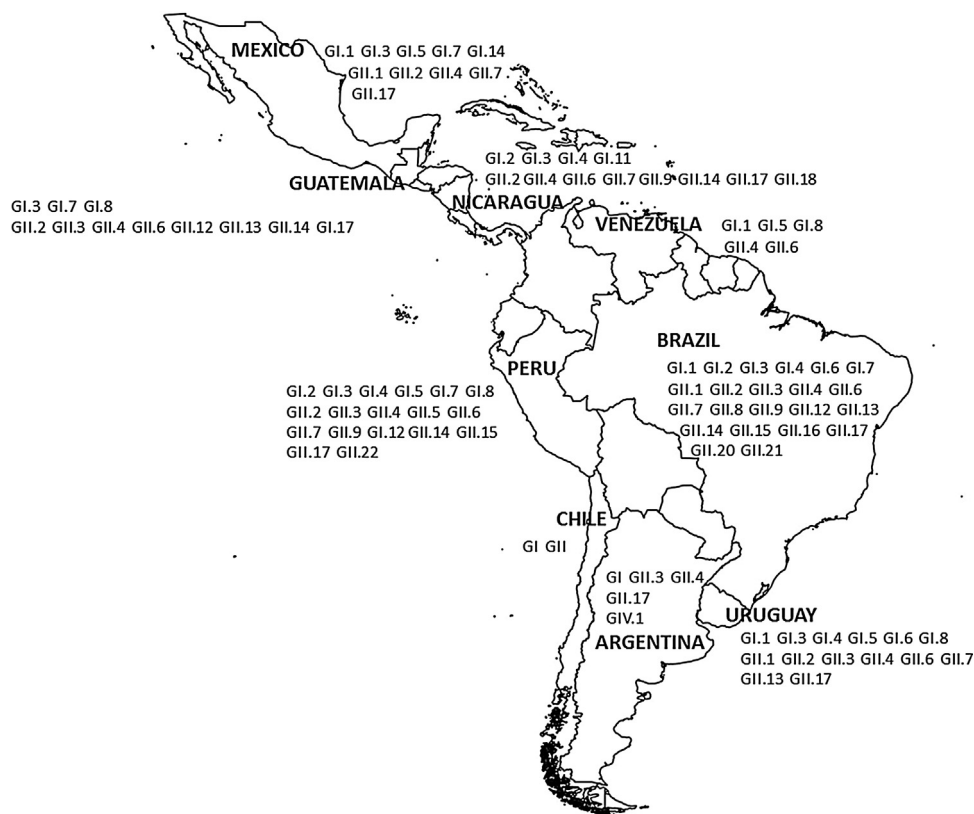 MEXICO GI.1 GI.3 GI.5 GI.7 GI.14
GII.1 GII.2 GII.4 GII.7
GII.17
GI.2 GI.3 GI.4 GI.11
GII.2 GII.4 GII.6 GII.7 GII.9 GII.14 GII.17 GII.18
GUATEMALA
NICARAGUA
GI.3 GI.7 GI.8
GII.2 GII.3 GII.4 GII.6 GII.12 GII.13 GII.14 GI.17
VENEZUELA
GI.1 GI.5 GI.8
GII.4 GII.6
BRAZIL
GI.1 GI.2 GI.3 GI.4 GI.6 GI.7
GII.1 GII.2 GII.3 GII.4 GII.6
GII.7 GII.8 GII.9 GII.12 GII.13
GII.14 GII.15 GII.16 GII.17
GII.20 GII.21
PERU
GI.2 GI.3 GI.4 GI.5 GI.7 GI.8
GII.2 GII.3 GII.4 GII.5 GII.6
GII.7 GII.9 GI.12 GII.14 GII.15
GII.17 GII.22
CHILE
GI GII
GI GII.3 GII.4
GII.17
GIV.1
ARGENTINA
URUGUAY
GI.1 GI.3 GI.4 GI.5 GI.6 GI.8
GII.1 GII.2 GII.3 GII.4 GII.6 GII.7
GII.13 GII.17